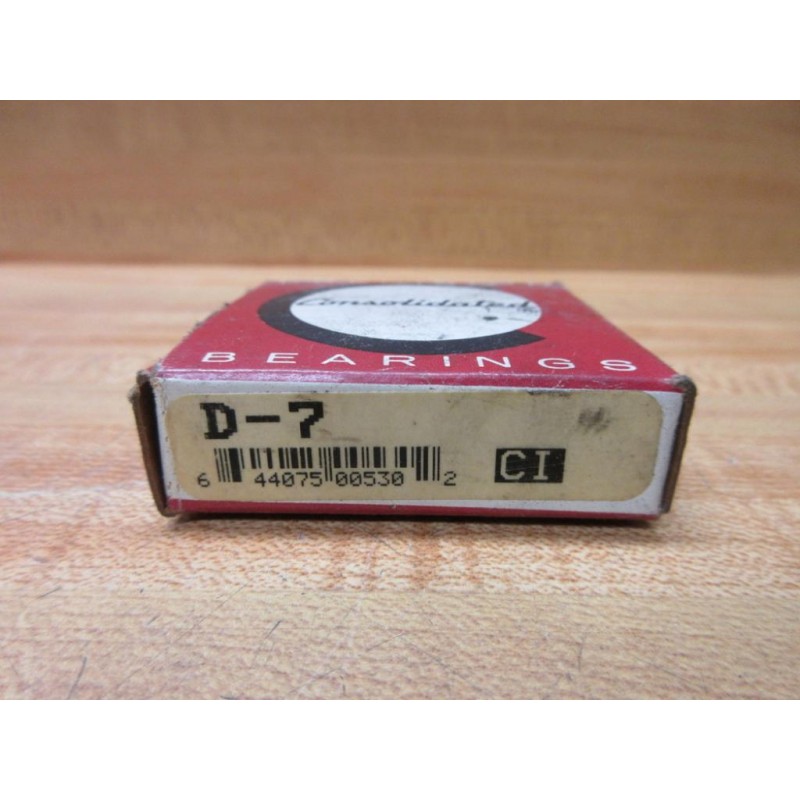 Consolidated
BEARINGS
D-7
6 44075 00530 2
CI